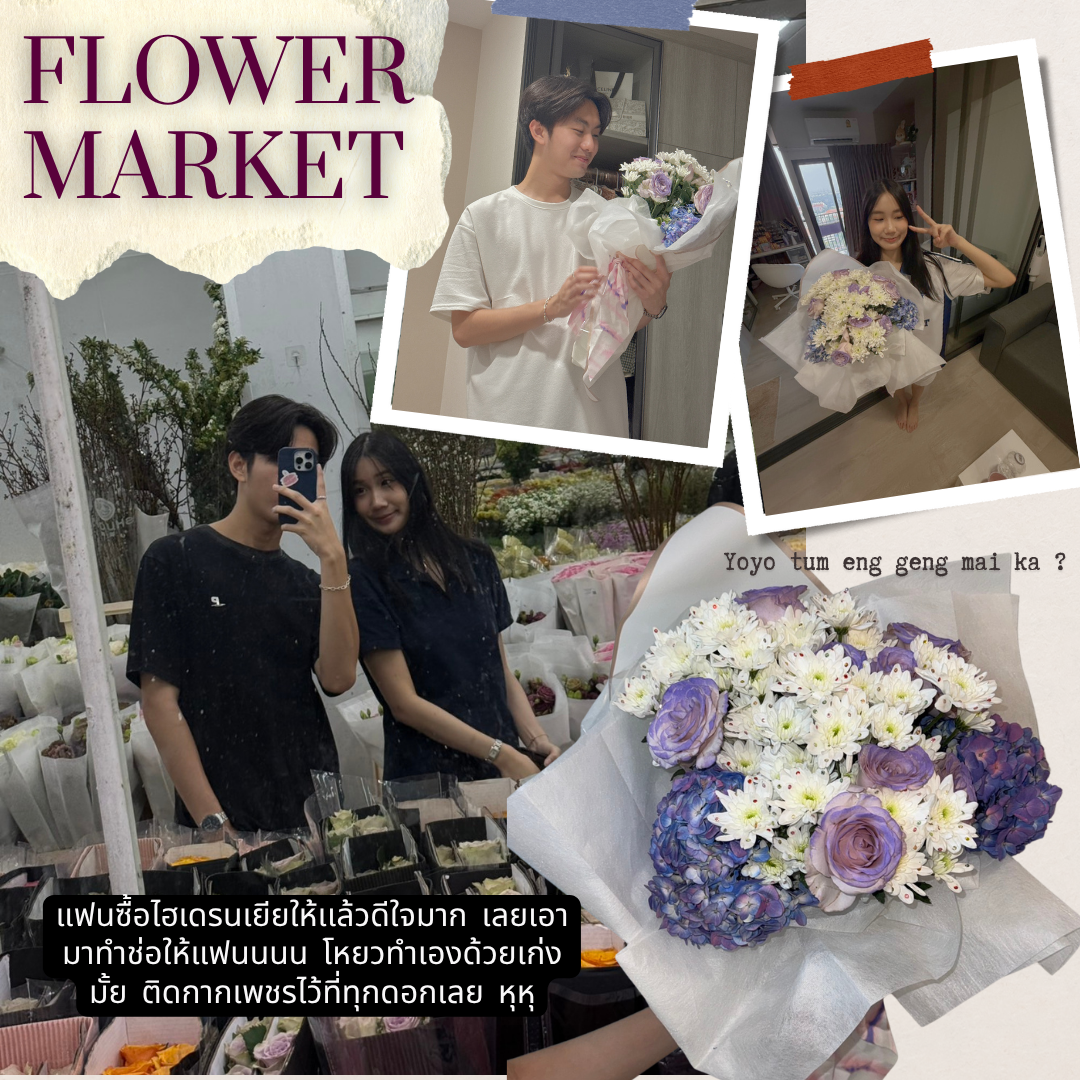 FLOWER
MARKET
Yoyo tum eng geng mai ka ?
แฟนซื้อไฮเดรนเยียให้แล้วดีใจมาก เลยเอา
มาทำช่อให้แฟนนนน โหยวทำเองด้วยเก่ง
มั้ย ติดกากเพชรไว้ที่ทุกดอกเลย หุหุ